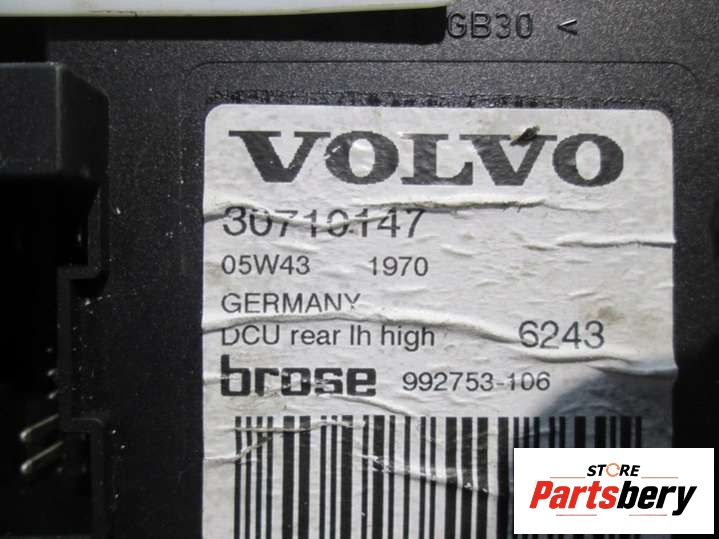 GB30 <
VOLVO
30710147
05W43 1970
GERMANY
DCU rear lh high 6243
brose 992753-106
STORE
Partsbery